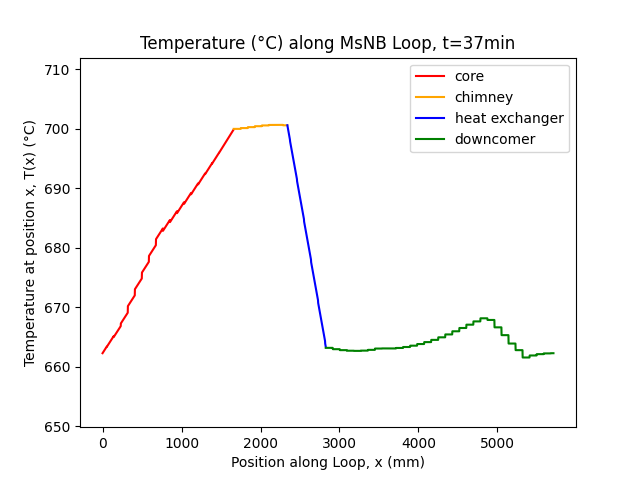 Temperature (°C) along MsNB Loop, t=37min
Temperature at position x, T(x) (°C)
710
700
690
680
670
660
650
core
chimney
heat exchanger
downcomer
0
1000
2000
3000
4000
5000
Position along Loop, x (mm)